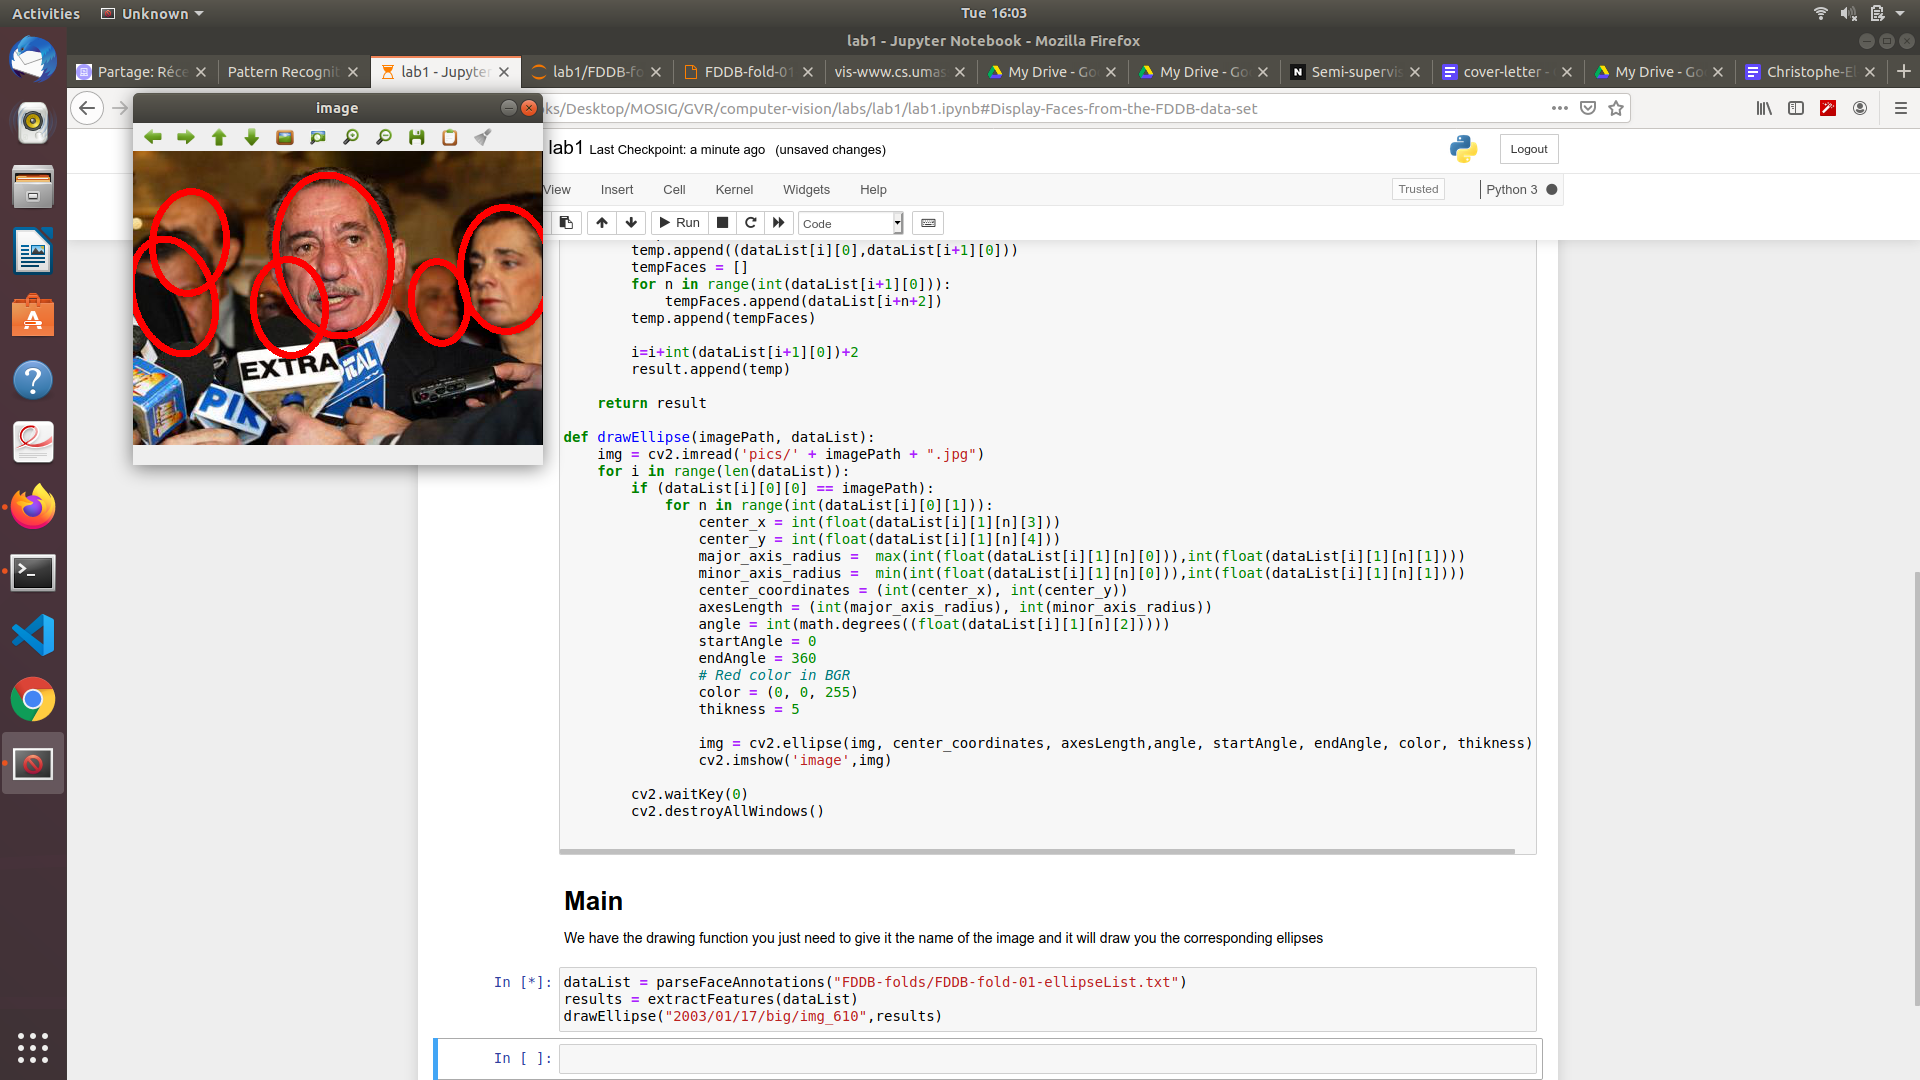 Activities
Unknown
Tue 16:03
lab1 - Jupyter Notebook - Mozilla Firefox
Partage: Réce
Pattern Recognit
lab1 - Jupyter
lab1/FDDB-fo
FDDB-fold-01
vis-www.cs.umas
My Drive - Go
My Drive - Go
Semi-supervis
cover-letter -
My Drive - Go
Christophe-El
image
ks/Desktop/MOSIG/GVR/computer-vision/labs/lab1/lab1.ipynb#Display-Faces-from-the-FDDB-data-set
lab1 Last Checkpoint: a minute ago (unsaved changes)
Logout
View
Insert
Cell
Kernel
Widgets
Help
Trusted
Python 3
Run
Code
temp.append((dataList[i][0],dataList[i+1][0]))
tempFaces = []
for n in range(int(dataList[i+1][0])):
tempFaces.append(dataList[i+n+2])
temp.append(tempFaces)
i=i+int(dataList[i+1][0])+2
result.append(temp)
return result
def drawEllipse(imagePath, dataList):
img = cv2.imread('pics/' + imagePath + ".jpg")
for i in range(len(dataList)):
if (dataList[i][0][0] == imagePath):
for n in range(int(dataList[i][0][1])):
center_x = int(float(dataList[i][1][n][3]))
center_y = int(float(dataList[i][1][n][4]))
major_axis_radius =  max(int(float(dataList[i][1][n][0])),int(float(dataList[i][1][n][1])))
minor_axis_radius =  min(int(float(dataList[i][1][n][0])),int(float(dataList[i][1][n][1])))
center_coordinates = (int(center_x), int(center_y))
axesLength = (int(major_axis_radius), int(minor_axis_radius))
angle = int(math.degrees((float(dataList[i][1][n][2]))))
startAngle = 0
endAngle = 360
# Red color in BGR
color = (0, 0, 255)
thikness = 5
img = cv2.ellipse(img, center_coordinates, axesLength,angle, startAngle, endAngle, color, thikness)
cv2.imshow('image',img)
cv2.waitKey(0)
cv2.destroyAllWindows()
EXTRA
PIK
Main
We have the drawing function you just need to give it the name of the image and it will draw you the corresponding ellipses
In [*]:
dataList = parseFaceAnnotations("FDDB-folds/FDDB-fold-01-ellipseList.txt")
results = extractFeatures(dataList)
drawEllipse("2003/01/17/big/img_610",results)
In [ ]: